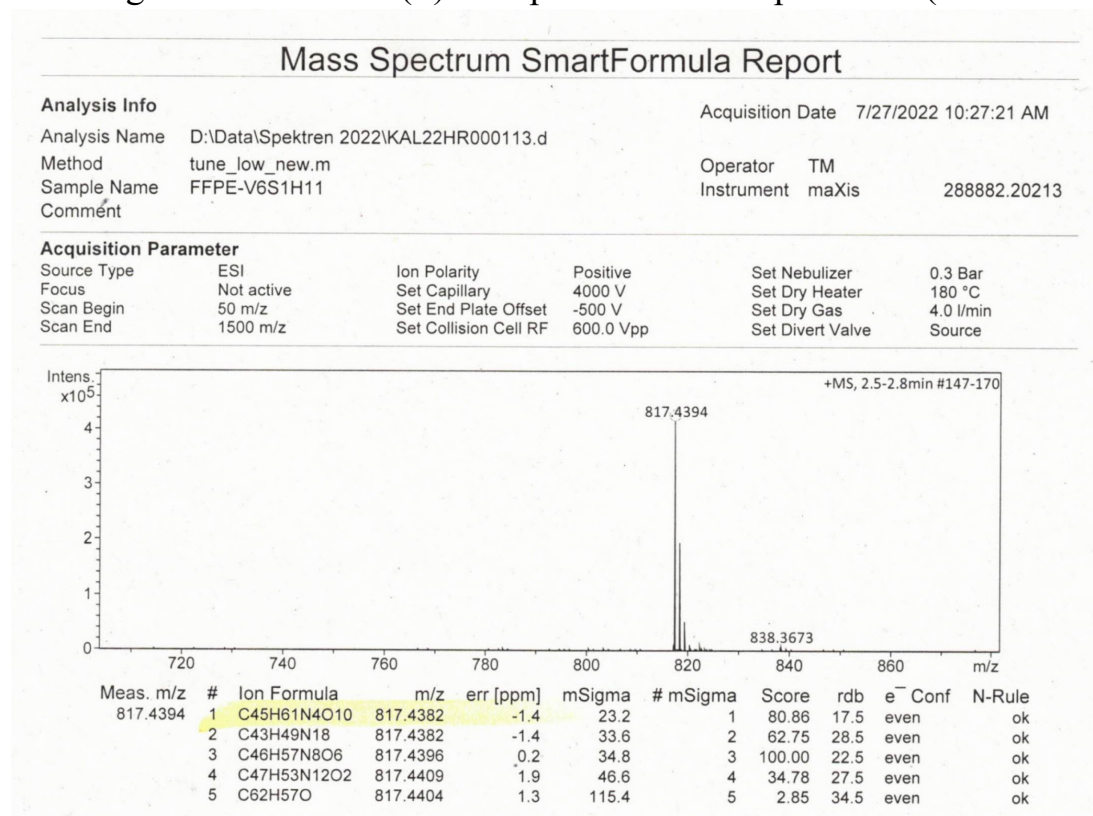 Mass Spectrum SmartFormula Report
Analysis Info
Acquisition Date 7/27/2022 10:27:21 AM
Analysis Name D:\Data\Spektren 2022\KAL22HR000113.d
Method tune_low_new.m
Operator TM
Sample Name FFPE-V6S1H11
Instrument maXis 288882.20213
Comment
Acquisition Parameter
Source Type ESI Ion Polarity Positive Set Nebulizer 0.3 Bar
Focus Not active Set Capillary 4000 V Set Dry Heater 180 °C
Scan Begin 50 m/z Set End Plate Offset -500 V Set Dry Gas 4.0 l/min
Scan End 1500 m/z Set Collision Cell RF 600.0 Vpp Set Divert Valve Source
Intens.
x10⁵
+MS, 2.5-2.8min #147-170
817.4394
4
3
2
1
838.3673
0
720 740 760 780 800 820 840 860 m/z
Meas. m/z # Ion Formula m/z err [ppm] mSigma # mSigma Score rdb e⁻ Conf N-Rule
817.4394 1 C45H61N4O10 817.4382 -1.4 23.2 1 80.86 17.5 even ok
2 C43H49N18 817.4382 -1.4 33.6 2 62.75 28.5 even ok
3 C46H57N8O6 817.4396 0.2 34.8 3 100.00 22.5 even ok
4 C47H53N12O2 817.4409 1.9 46.6 4 34.78 27.5 even ok
5 C62H57O 817.4404 1.3 115.4 5 2.85 34.5 even ok